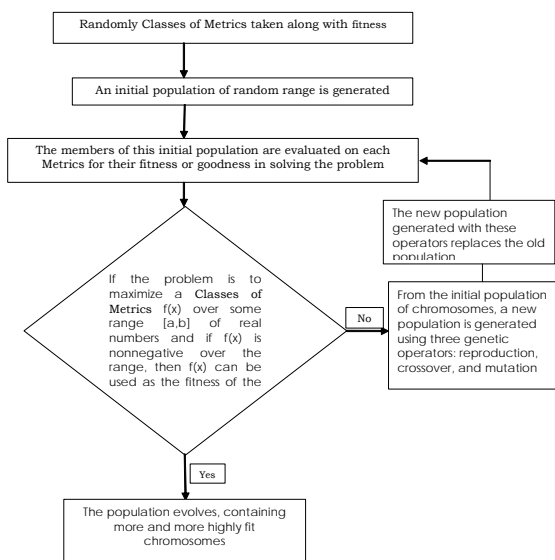 Randomly Classes of Metrics taken along with fitness
An initial population of random range is generated
The members of this initial population are evaluated on each
Metrics for their fitness or goodness in solving the problem
If the problem is to
maximize a Classes of
Metrics f(x) over some
range [a,b] of real
numbers and if f(x) is
nonnegative over the
range, then f(x) can be
used as the fitness of the
No
The new population
generated with these
operators replaces the old
population
From the initial population
of chromosomes, a new
population is generated
using three genetic
operators: reproduction,
crossover, and mutation
Yes
The population evolves, containing
more and more highly fit
chromosomes